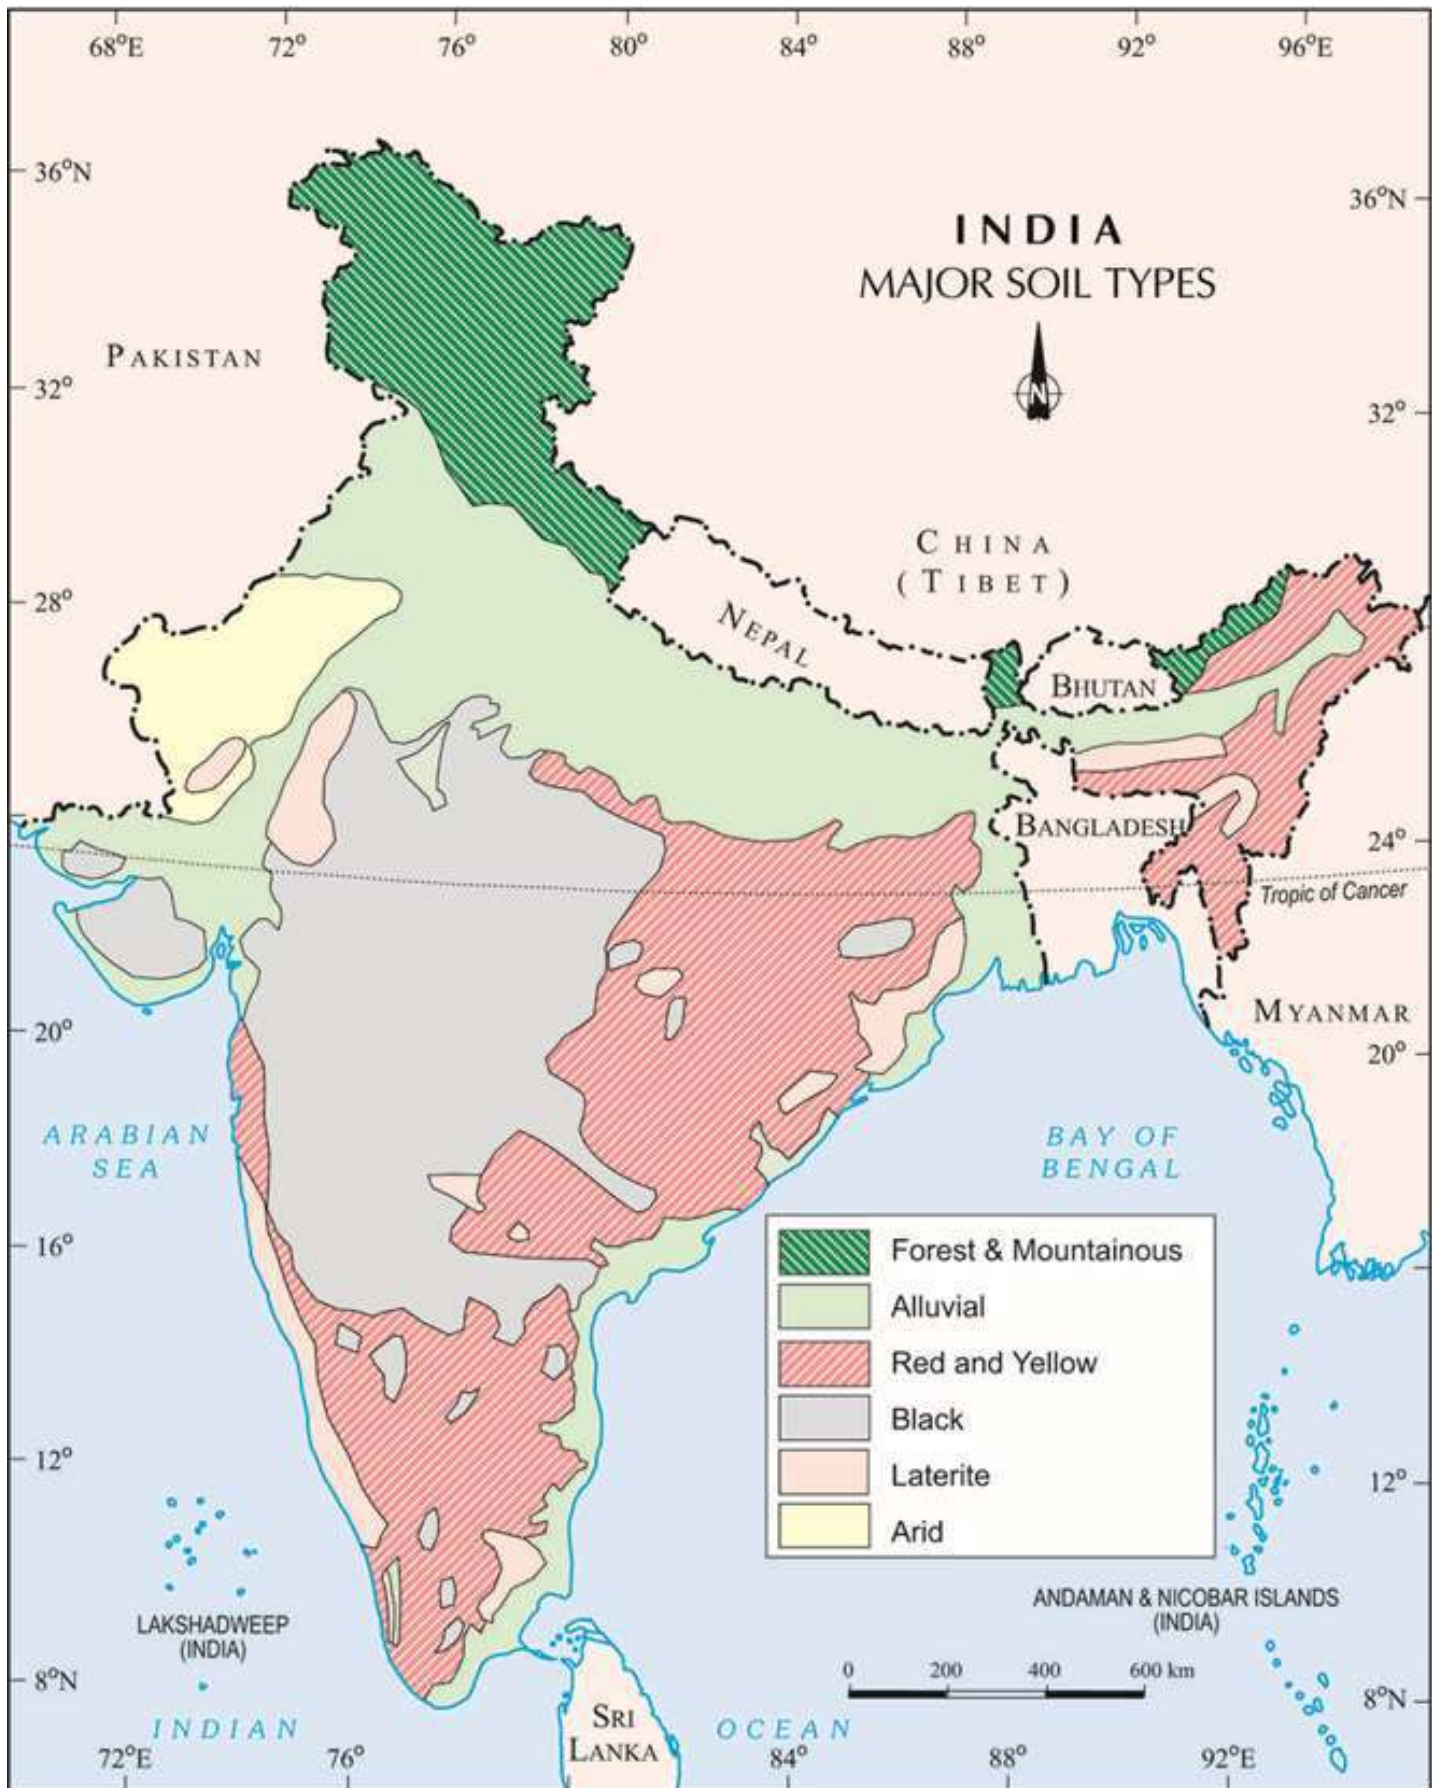 68°E 72° 76° 80° 84° 88° 92° 96°E
36°N
36°N
INDIA
MAJOR SOIL TYPES
N
PAKISTAN
32°
32°
CHINA
(TIBET)
28°
NEPAL
BHUTAN
BANGLADESH
24°
Tropic of Cancer
MYANMAR
20°
20°
ARABIAN
SEA
BAY OF
BENGAL
16°
Forest & Mountainous
Alluvial
Red and Yellow
Black
Laterite
Arid
12°
12°
LAKSHADWEEP
(INDIA)
ANDAMAN & NICOBAR ISLANDS
(INDIA)
0 200 400 600 km
8°N
8°N
SRI
LANKA
INDIAN OCEAN
72°E 76° 84° 88° 92°E